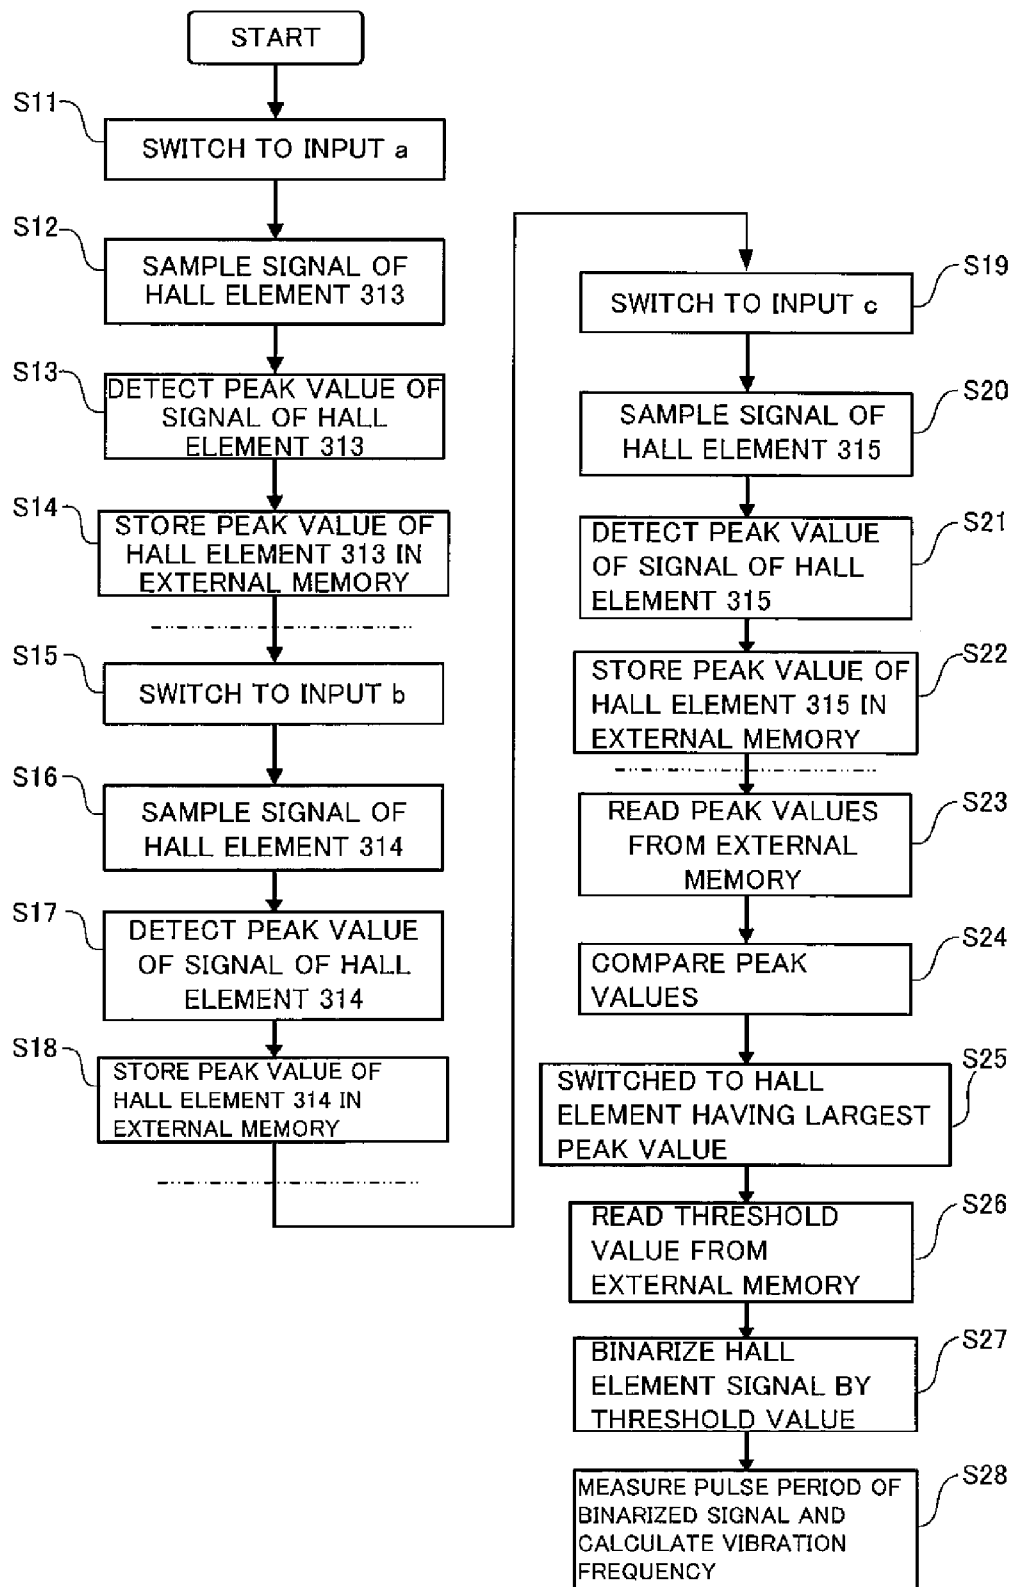 START
S11
SWITCH TO INPUT a
S12
SAMPLE SIGNAL OF
HALL ELEMENT 313
S13
DETECT PEAK VALUE OF
SIGNAL OF HALL
ELEMENT 313
S14
STORE PEAK VALUE OF
HALL ELEMENT 313 IN
EXTERNAL MEMORY
S15
SWITCH TO INPUT b
S16
SAMPLE SIGNAL OF
HALL ELEMENT 314
S17
DETECT PEAK VALUE
OF SIGNAL OF HALL
ELEMENT 314
S18
STORE PEAK VALUE OF
HALL ELEMENT 314 IN
EXTERNAL MEMORY
S19
SWITCH TO INPUT c
S20
SAMPLE SIGNAL OF
HALL ELEMENT 315
S21
DETECT PEAK VALUE
OF SIGNAL OF HALL
ELEMENT 315
S22
STORE PEAK VALUE OF
HALL ELEMENT 315 IN
EXTERNAL MEMORY
S23
READ PEAK VALUES
FROM EXTERNAL
MEMORY
S24
COMPARE PEAK
VALUES
S25
SWITCHED TO HALL
ELEMENT HAVING LARGEST
PEAK VALUE
S26
READ THRESHOLD
VALUE FROM
EXTERNAL MEMORY
S27
BINARIZE HALL
ELEMENT SIGNAL BY
THRESHOLD VALUE
S28
MEASURE PULSE PERIOD OF
BINARIZED SIGNAL AND
CALCULATE VIBRATION
FREQUENCY